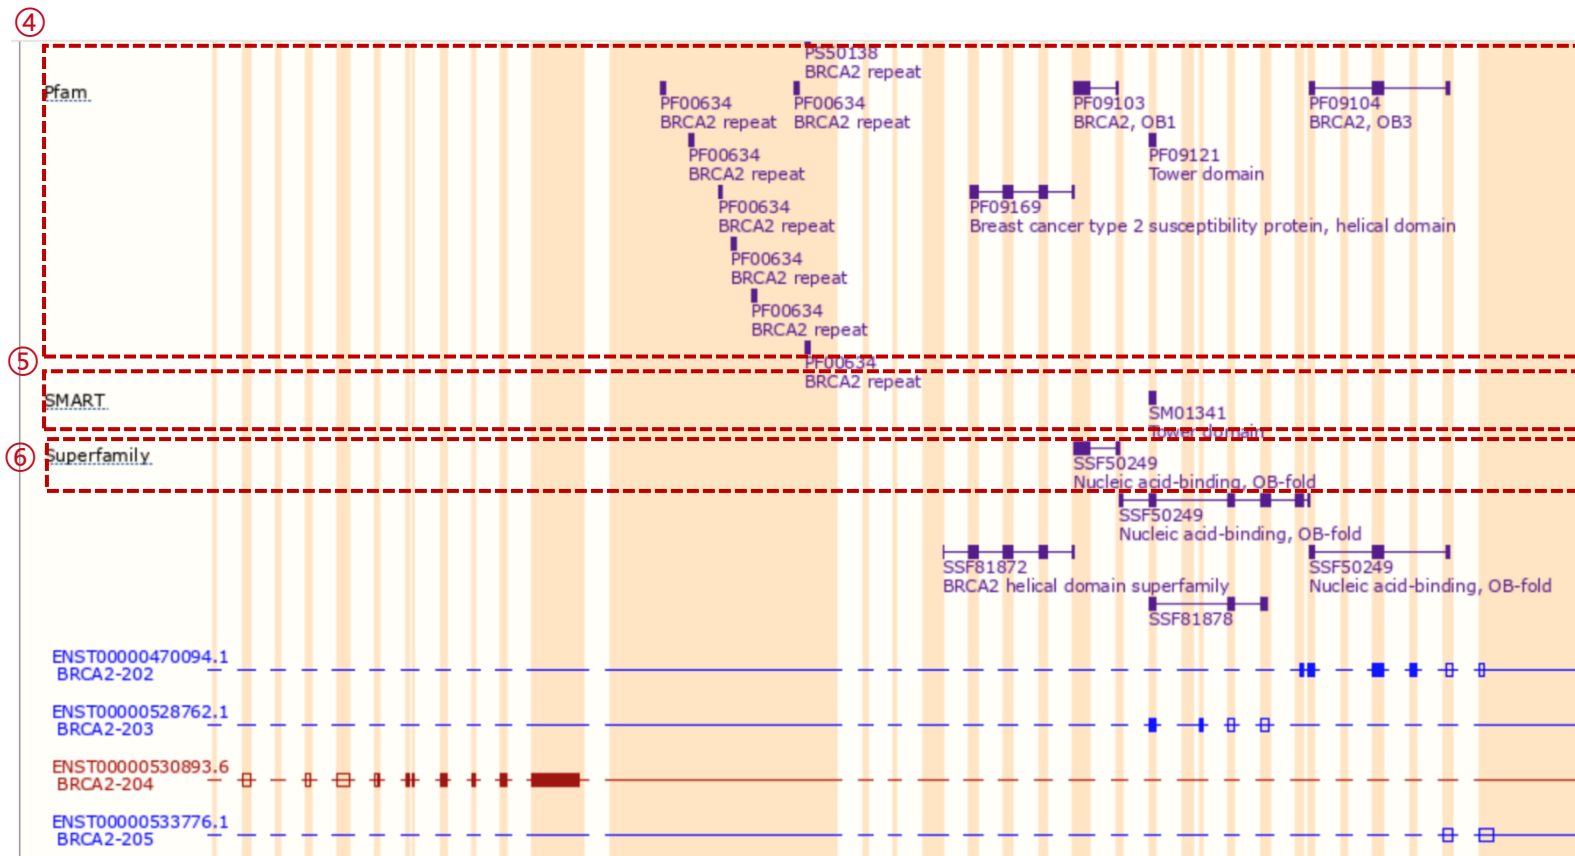 ④
PS50138
BRCA2 repeat
Pfam
PF00634
BRCA2 repeat
PF00634
BRCA2 repeat
PF09103
BRCA2, OB1
PF09104
BRCA2, OB3
PF00634
BRCA2 repeat
PF09121
Tower domain
PF00634
BRCA2 repeat
PF09169
Breast cancer type 2 susceptibility protein, helical domain
PF00634
BRCA2 repeat
PF00634
BRCA2 repeat
⑤
PF00634
BRCA2 repeat
SMART
SM01341
Tower domain
⑥
Superfamily
SSF50249
Nucleic acid-binding, OB-fold
SSF50249
Nucleic acid-binding, OB-fold
SSF81872
BRCA2 helical domain superfamily
SSF50249
Nucleic acid-binding, OB-fold
SSF81878
ENST00000470094.1
BRCA2-202
ENST00000528762.1
BRCA2-203
ENST00000530893.6
BRCA2-204
ENST00000533776.1
BRCA2-205